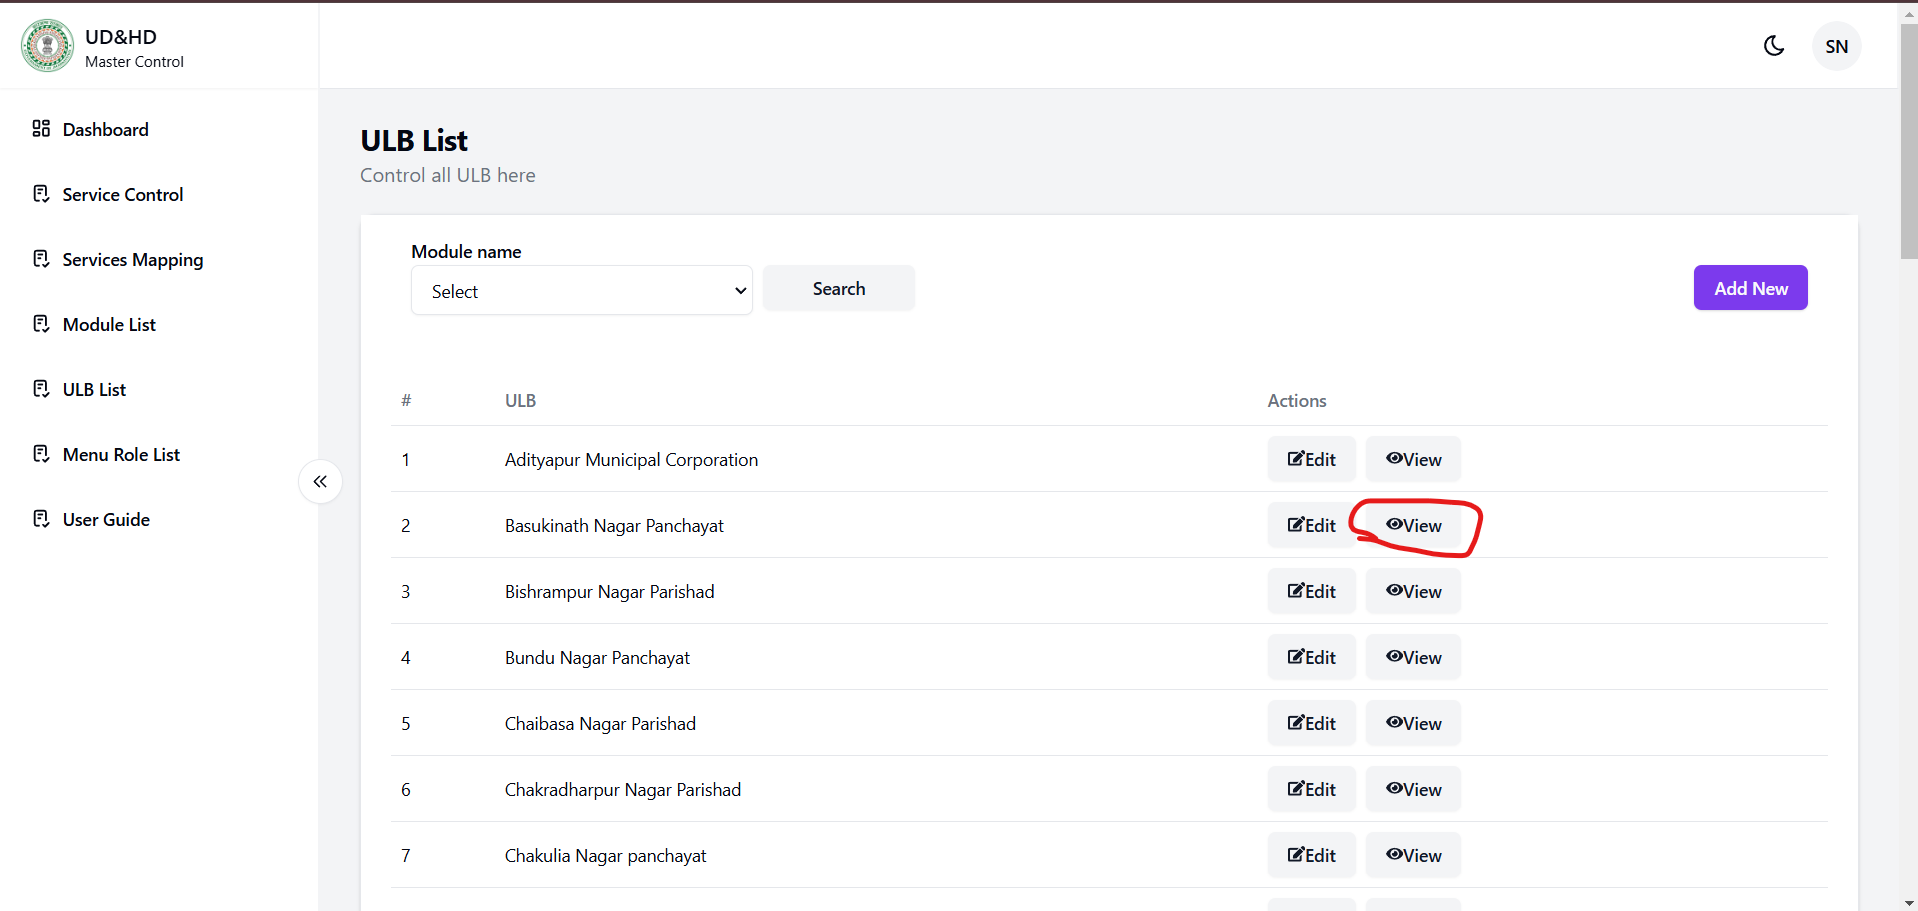 UD&HD
Master Control
SN
Dashboard
Service Control
Services Mapping
Module List
ULB List
Menu Role List
User Guide
ULB List
Control all ULB here
Module name
Select
Search
Add New
# ULB Actions
1 Adityapur Municipal Corporation Edit View
2 Basukinath Nagar Panchayat Edit View
3 Bishrampur Nagar Parishad Edit View
4 Bundu Nagar Panchayat Edit View
5 Chaibasa Nagar Parishad Edit View
6 Chakradharpur Nagar Parishad Edit View
7 Chakulia Nagar panchayat Edit View